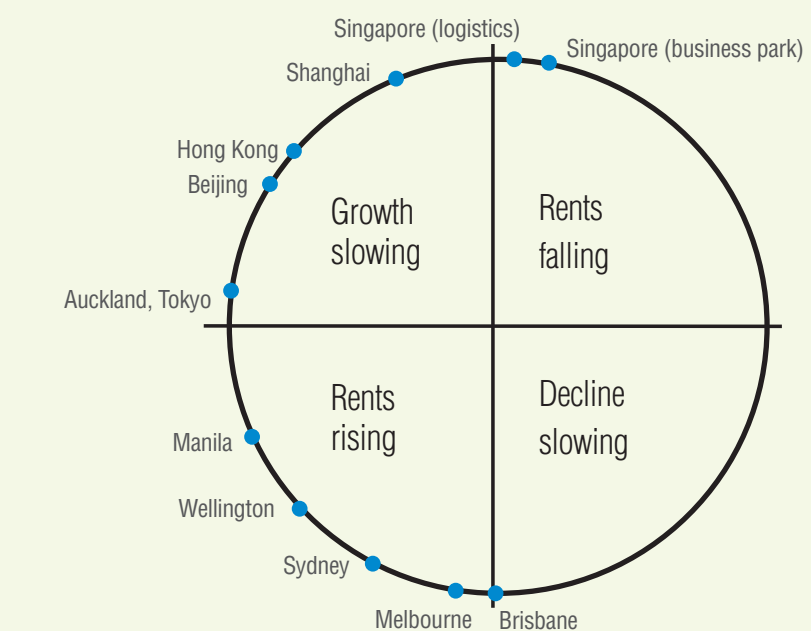 Singapore (logistics)
Singapore (business park)
Shanghai
Hong Kong
Beijing
Growth
slowing
Rents
falling
Auckland, Tokyo
Rents
rising
Decline
slowing
Manila
Wellington
Sydney
Melbourne
Brisbane